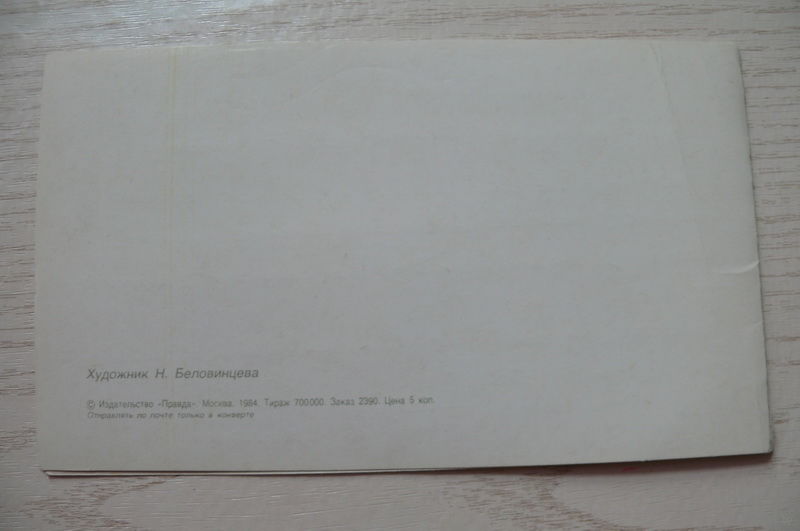 Художник Н. Беловинцева
© Издательство «Правда». Москва. 1984. Тираж 700000. Заказ 2390. Цена 5 коп.
Отправлять по почте только в конверте